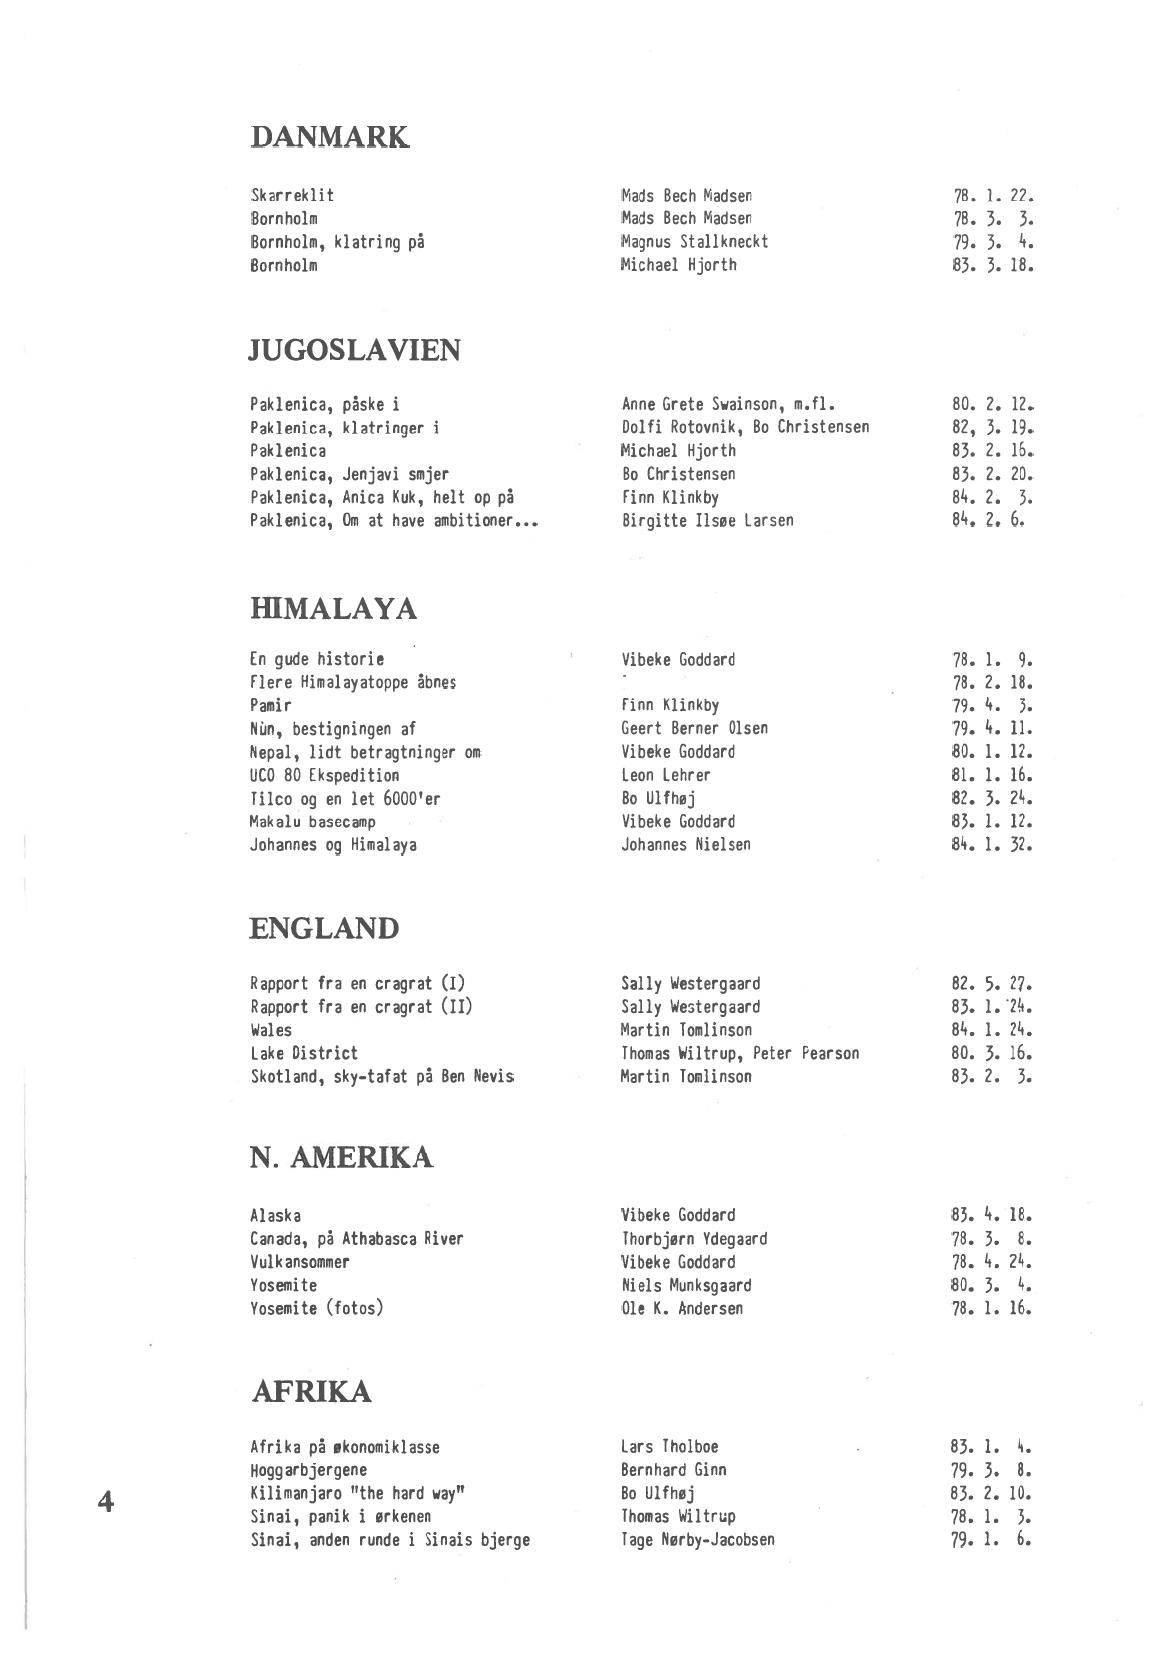 DANMARK
Skarreklit Mads Bech Madsen 78. 1. 22.
Bornholm Mads Bech Madsen 78. 3. 3.
Bornholm, klatring på Magnus Stallkneckt 79. 3. 4.
Bornholm Michael Hjorth 83. 3. 18.
JUGOSLAVIEN
Paklenica, påske i Anne Grete Swainson, m.fl. 80. 2. 12.
Paklenica, klatringer i Dolfi Rotovnik, Bo Christensen 82, 3. 19.
Paklenica Michael Hjorth 83. 2. 16.
Paklenica, Jenjavi smjer Bo Christensen 83. 2. 20.
Paklenica, Anica Kuk, helt op på Finn Klinkby 84. 2. 3.
Paklenica, Om at have ambitioner... Birgitte Ilsøe Larsen 84. 2. 6.
HIMALAYA
En gude historie Vibeke Goddard 78. 1. 9.
Flere Himalayatoppe åbnes 78. 2. 18.
Pamir Finn Klinkby 79. 4. 3.
Nùn, bestigningen af Geert Berner Olsen 79. 4. 11.
Nepal, lidt betragtninger om Vibeke Goddard 80. 1. 12.
UCO 80 Ekspedition Leon Lehrer 81. 1. 16.
Tilco og en let 6000'er Bo Ulfhøj 82. 3. 24.
Makalu basecamp Vibeke Goddard 83. 1. 12.
Johannes og Himalaya Johannes Nielsen 84. 1. 32.
ENGLAND
Rapport fra en cragrat (I) Sally Westergaard 82. 5. 27.
Rapport fra en cragrat (II) Sally Westergaard 83. 1. 24.
Wales Martin Tomlinson 84. 1. 24.
Lake District Thomas Wiltrup, Peter Pearson 80. 3. 16.
Skotland, sky-tafat på Ben Nevis Martin Tomlinson 83. 2. 3.
N. AMERIKA
Alaska Vibeke Goddard 83. 4. 18.
Canada, på Athabasca River Thorbjørn Ydegaard 78. 3. 8.
Vulkansommer Vibeke Goddard 78. 4. 24.
Yosemite Niels Munksgaard 80. 3. 4.
Yosemite (fotos) Ole K. Andersen 78. 1. 16.
AFRIKA
Afrika på økonomiklasse Lars Tholboe 83. 1. 4.
Hoggarbjergene Bernhard Ginn 79. 3. 8.
Kilimanjaro "the hard way" Bo Ulfhøj 83. 2. 10.
Sinai, panik i ørkenen Thomas Wiltrup 78. 1. 3.
Sinai, anden runde i Sinais bjerge Tage Nørby-Jacobsen 79. 1. 6.
4